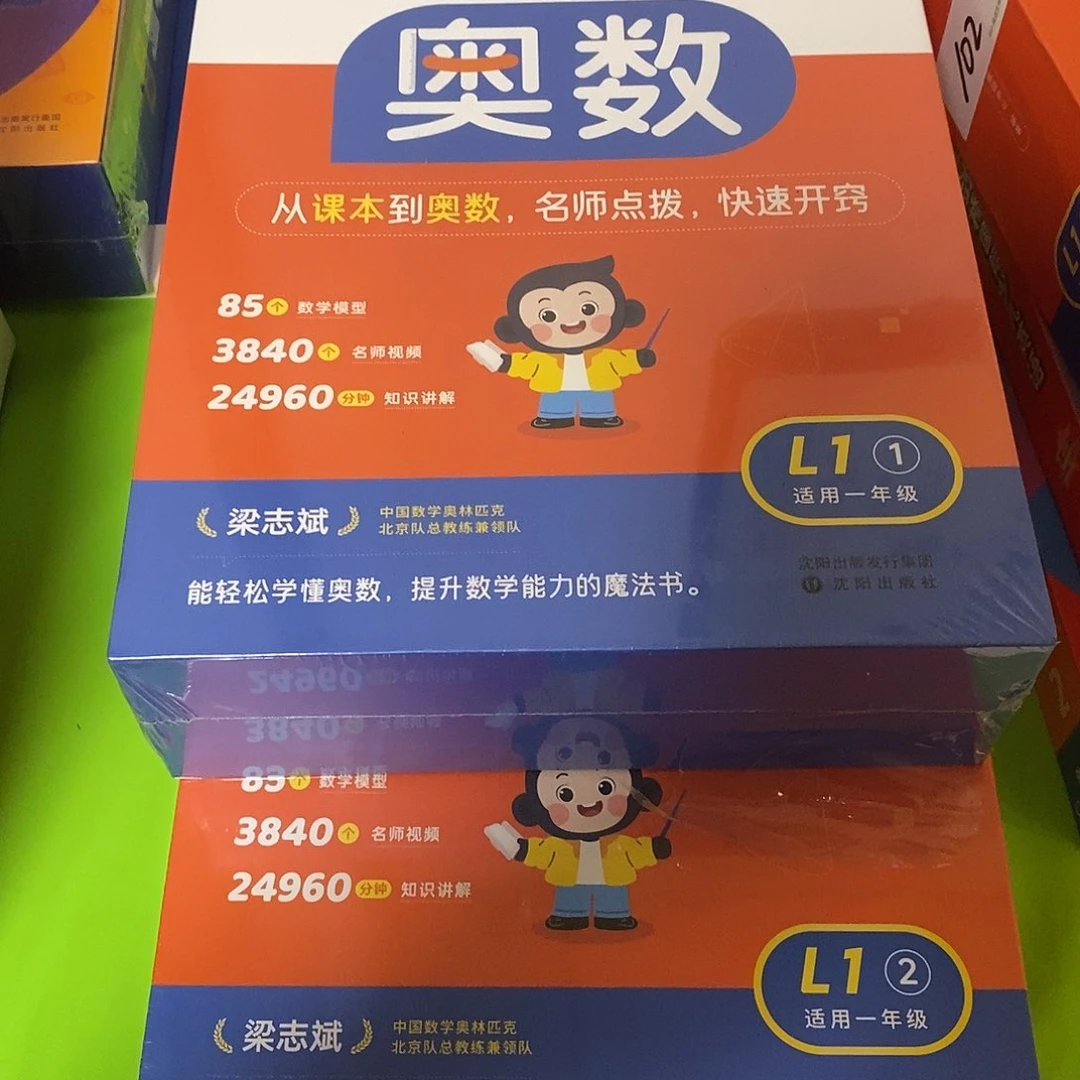 奥数
从课本到奥数，名师点拨，快速开窍
85个 数学模型
3840个 名师视频
24960分钟 知识讲解
L1 ①
适用一年级
梁志斌
中国数学奥林匹克
北京队总教练兼领队
能轻松学懂奥数，提升数学能力的魔法书。
沈阳出版发行集团
沈阳出版社
个 数学模型
3840个 名师视频
24960分钟 知识讲解
L1 ②
适用一年级
梁志斌
中国数学奥林匹克
北京队总教练兼领队
102